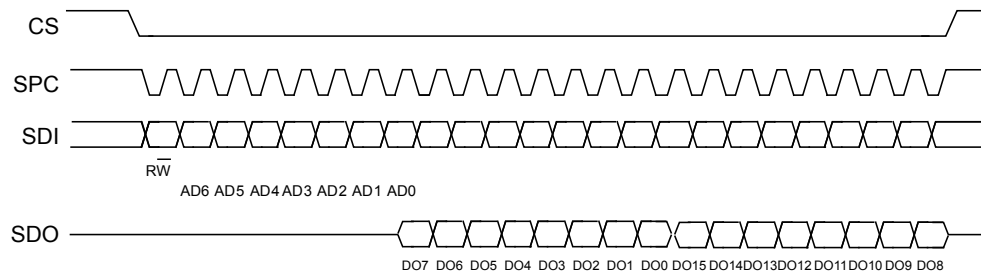 CS
SPC
SDI
RW̅
AD6 AD5 AD4 AD3 AD2 AD1 AD0
SDO
DO7 DO6 DO5 DO4 DO3 DO2 DO1 DO0 DO15 DO14 DO13 DO12 DO11 DO10 DO9 DO8